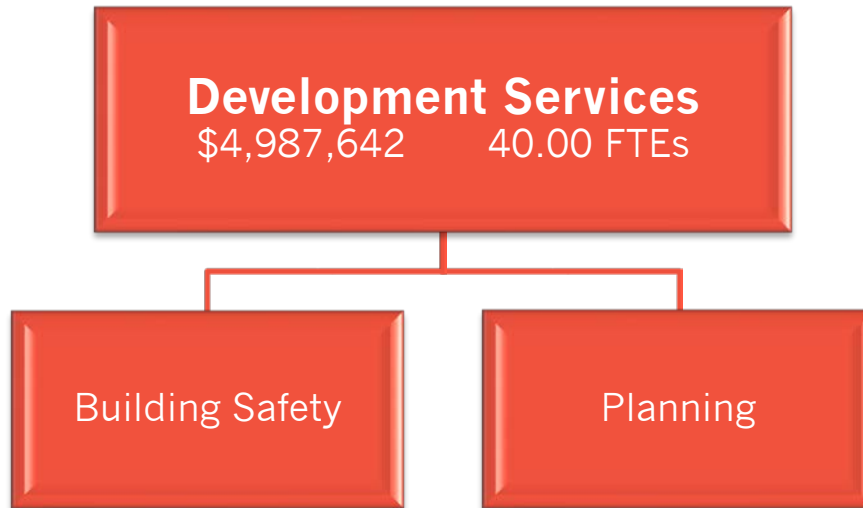 Development Services
$4,987,642 40.00 FTEs
Building Safety
Planning